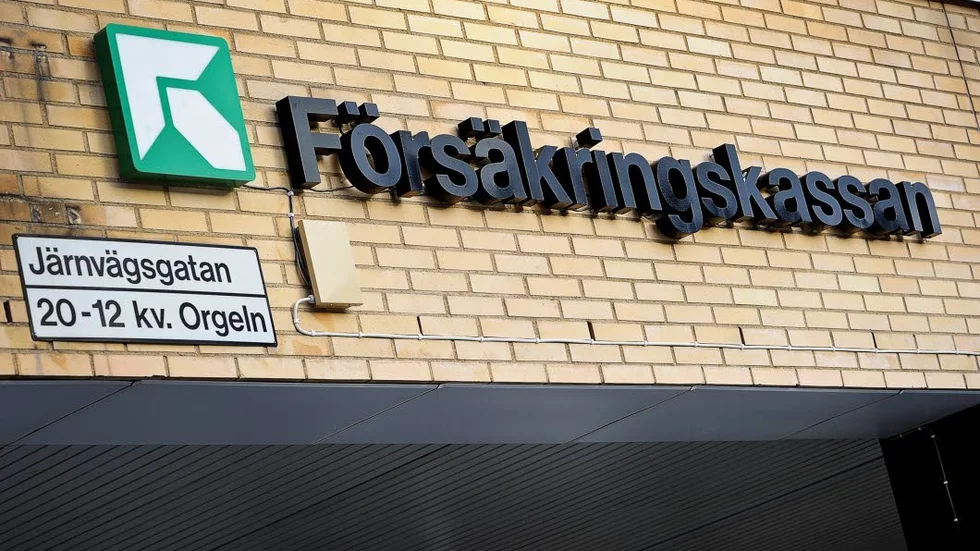 Försäkringskassan
Järnvägsgatan
20-12 kv. Orgeln